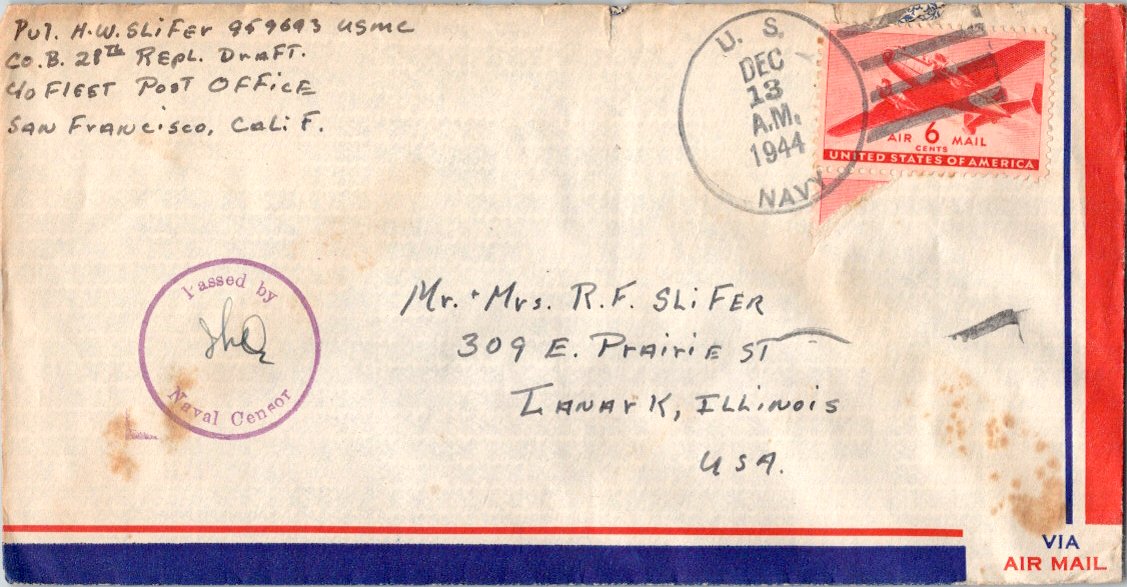 Pvt. H.W. SLiFer 959693 USMC
Co. B. 28th Repl. Draft.
c/o Fleet Post Office
San Francisco, Calif.
U. S.
DEC
13
A.M.
1944
NAVY
AIR 6 MAIL
CENTS
UNITED STATES OF AMERICA
Passed by
Naval Censor
Mr. + Mrs. R.F. SLiFER
309 E. Prairie ST
Lanark, ILLinois
USA.
VIA
AIR MAIL